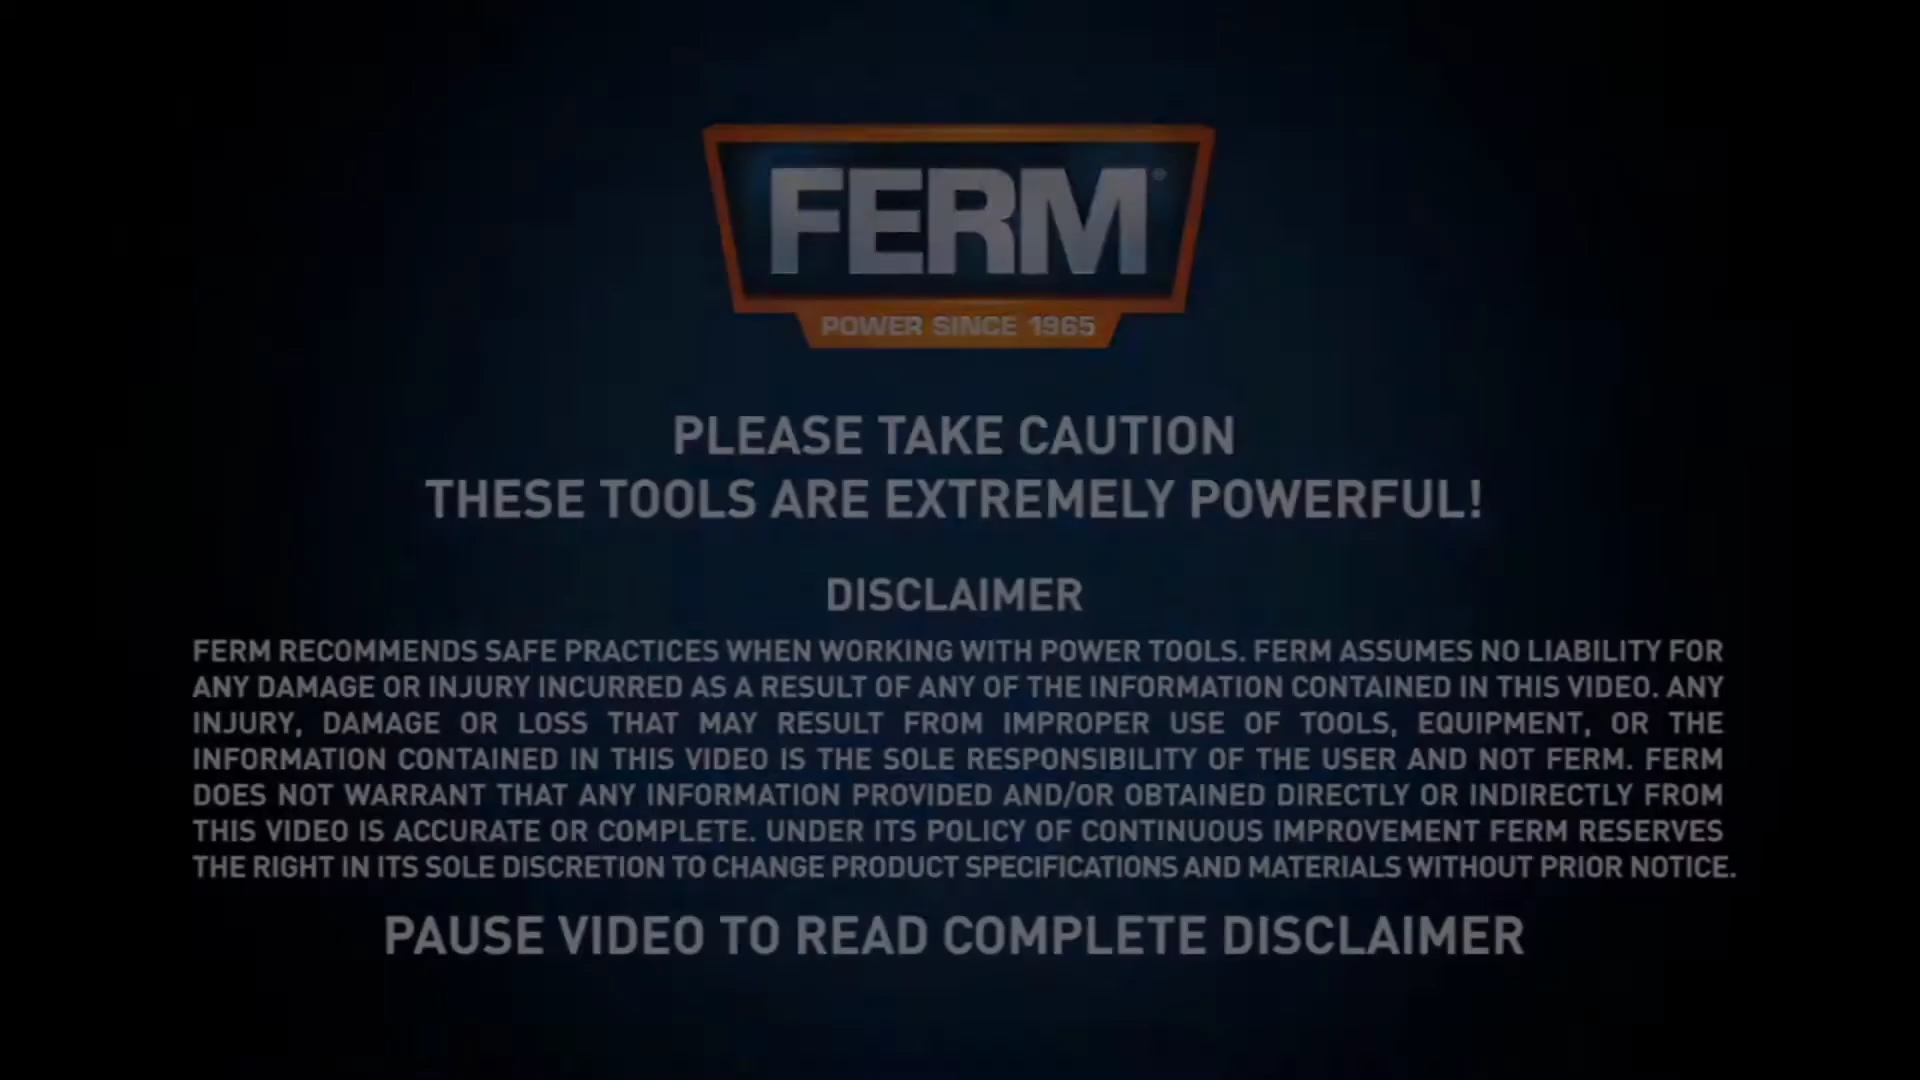 FERM®
POWER SINCE 1965
PLEASE TAKE CAUTION
THESE TOOLS ARE EXTREMELY POWERFUL!
DISCLAIMER
FERM RECOMMENDS SAFE PRACTICES WHEN WORKING WITH POWER TOOLS. FERM ASSUMES NO LIABILITY FOR
ANY DAMAGE OR INJURY INCURRED AS A RESULT OF ANY OF THE INFORMATION CONTAINED IN THIS VIDEO. ANY
INJURY, DAMAGE OR LOSS THAT MAY RESULT FROM IMPROPER USE OF TOOLS, EQUIPMENT, OR THE
INFORMATION CONTAINED IN THIS VIDEO IS THE SOLE RESPONSIBILITY OF THE USER AND NOT FERM. FERM
DOES NOT WARRANT THAT ANY INFORMATION PROVIDED AND/OR OBTAINED DIRECTLY OR INDIRECTLY FROM
THIS VIDEO IS ACCURATE OR COMPLETE. UNDER ITS POLICY OF CONTINUOUS IMPROVEMENT FERM RESERVES
THE RIGHT IN ITS SOLE DISCRETION TO CHANGE PRODUCT SPECIFICATIONS AND MATERIALS WITHOUT PRIOR NOTICE.
PAUSE VIDEO TO READ COMPLETE DISCLAIMER